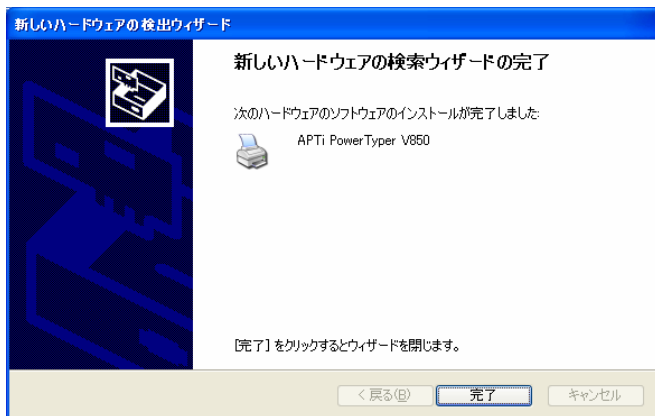 新しいハードウェアの検出ウィザード
新しいハードウェアの検索ウィザードの完了
次のハードウェアのソフトウェアのインストールが完了しました:
APTi PowerTyper V850
[完了] をクリックするとウィザードを閉じます。
< 戻る(B) 完了 キャンセル